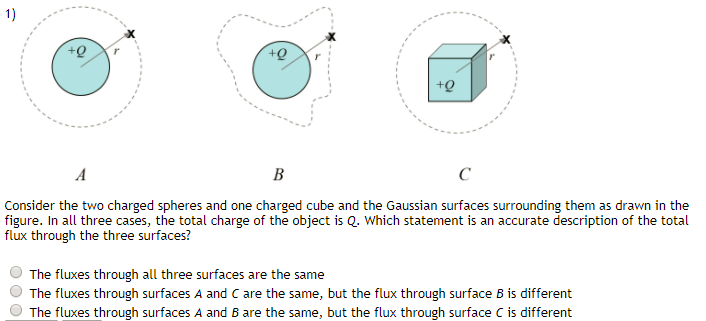 1)
x x x
+Q r +Q r r
+Q
A B C
Consider the two charged spheres and one charged cube and the Gaussian surfaces surrounding them as drawn in the
figure. In all three cases, the total charge of the object is Q. Which statement is an accurate description of the total
flux through the three surfaces?
The fluxes through all three surfaces are the same
The fluxes through surfaces A and C are the same, but the flux through surface B is different
The fluxes through surfaces A and B are the same, but the flux through surface C is different